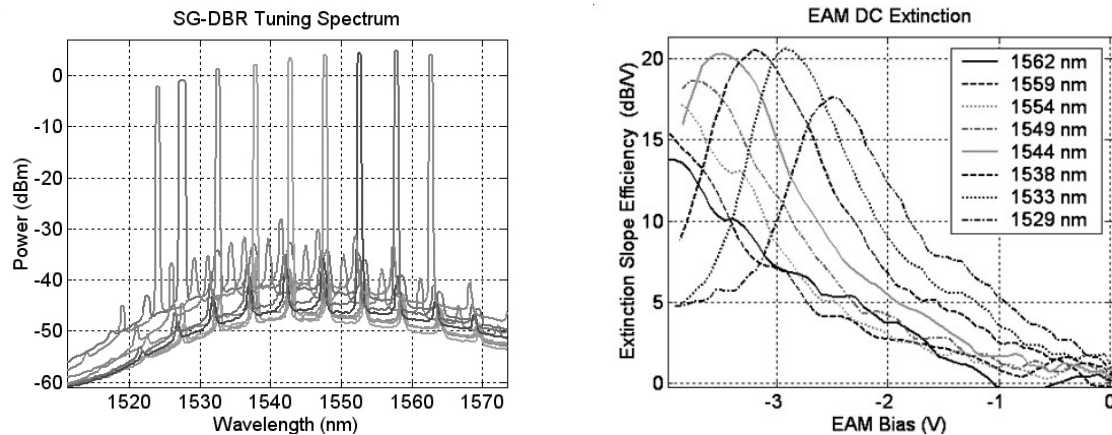 SG-DBR Tuning Spectrum
0
-10
-20
-30
-40
-50
-60
Power (dBm)
1520 1530 1540 1550 1560 1570
Wavelength (nm)
EAM DC Extinction
20
15
10
5
0
Extinction Slope Efficiency (dB/V)
1562 nm
1559 nm
1554 nm
1549 nm
1544 nm
1538 nm
1533 nm
1529 nm
-3 -2 -1 0
EAM Bias (V)